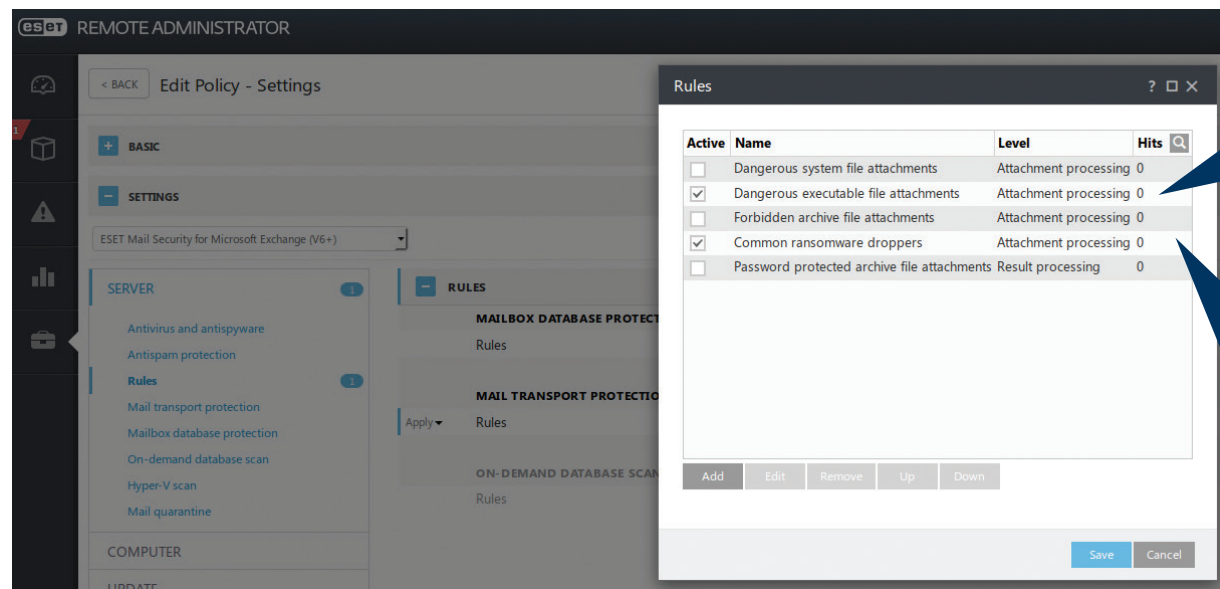 eset REMOTE ADMINISTRATOR
< BACK Edit Policy - Settings
1
+ BASIC
- SETTINGS
ESET Mail Security for Microsoft Exchange (V6+)
SERVER 1
Antivirus and antispyware
Antispam protection
Rules 1
Mail transport protection
Mailbox database protection
On-demand database scan
Hyper-V scan
Mail quarantine
COMPUTER
UPDATE
- RULES
MAILBOX DATABASE PROTECT
Rules
MAIL TRANSPORT PROTECTIO
Apply Rules
ON-DEMAND DATABASE SCAN
Rules
Rules ?
Active Name Level Hits
Dangerous system file attachments Attachment processing 0
Dangerous executable file attachments Attachment processing 0
Forbidden archive file attachments Attachment processing 0
Common ransomware droppers Attachment processing 0
Password protected archive file attachments Result processing 0
Add Edit Remove Up Down
Save Cancel